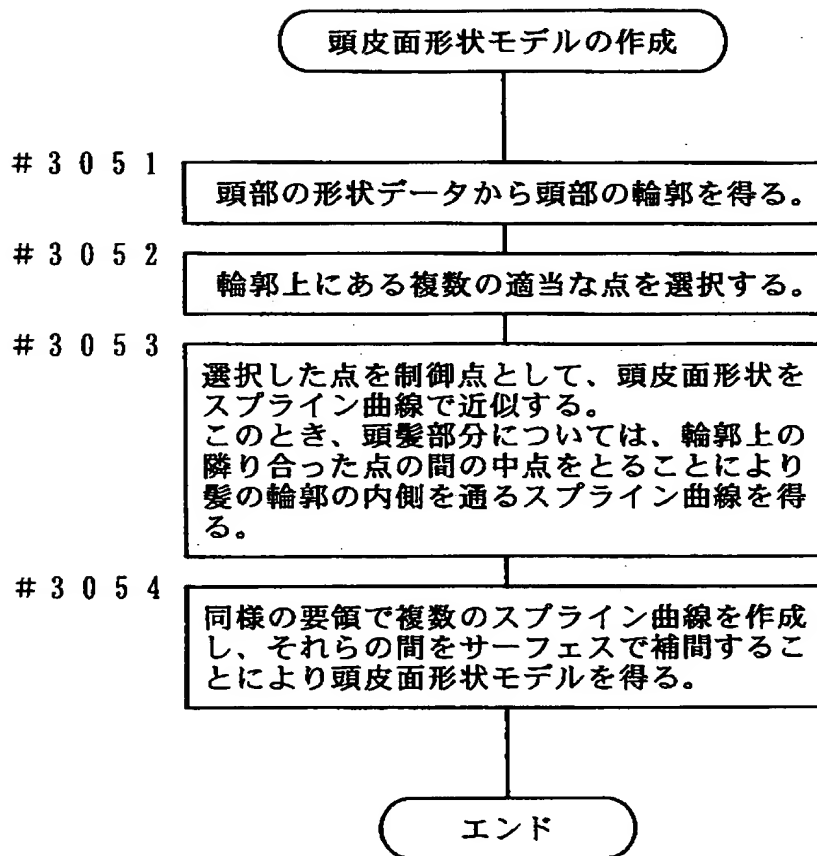 頭皮面形状モデルの作成
#3051
頭部の形状データから頭部の輪郭を得る。
#3052
輪郭上にある複数の適当な点を選択する。
#3053
選択した点を制御点として、頭皮面形状を
スプライン曲線で近似する。
このとき、頭髪部分については、輪郭上の
隣り合った点の間の中点をとることにより
髪の輪郭の内側を通るスプライン曲線を得
る。
#3054
同様の要領で複数のスプライン曲線を作成
し、それらの間をサーフェスで補間するこ
とにより頭皮面形状モデルを得る。
エンド